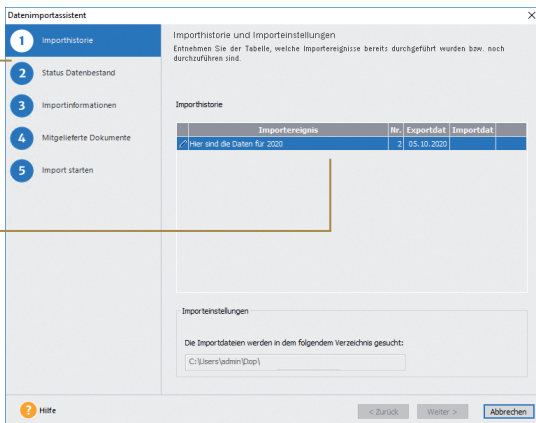 Datenimportassistent
1 Importhistorie
2 Status Datenbestand
3 Importinformationen
4 Mitgelieferte Dokumente
5 Import starten
Importhistorie und Importeinstellungen
Entnehmen Sie der Tabelle, welche Importereignisse bereits durchgeführt wurden bzw. noch
durchzuführen sind.
Importhistorie
Importereignis Nr. Exportdat Importdat
Hier sind die Daten für 2020 2 05.10.2020
Importeinstellungen
Die Importdateien werden in dem folgendem Verzeichnis gesucht:
C:\Users\admin\Dop\
? Hilfe
< Zurück Weiter > Abbrechen